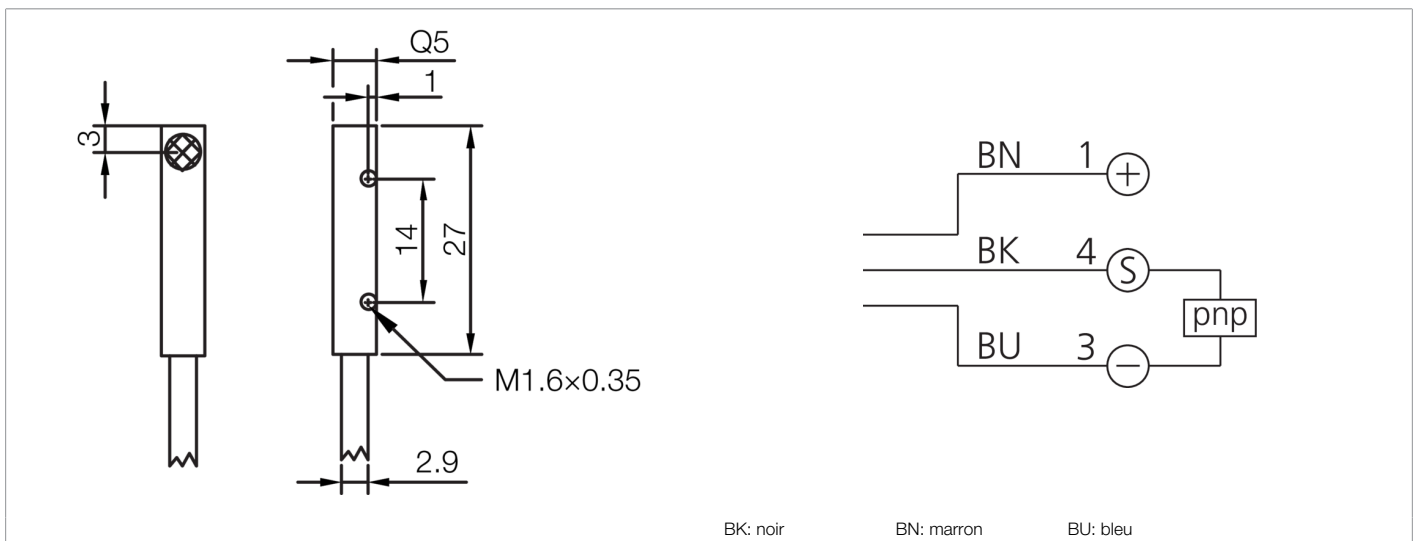 Q5
1
3
14
27
M1.6×0.35
2.9
BN 1
+
BK 4
S
pnp
BU 3
−
BK: noir BN: marron BU: bleu